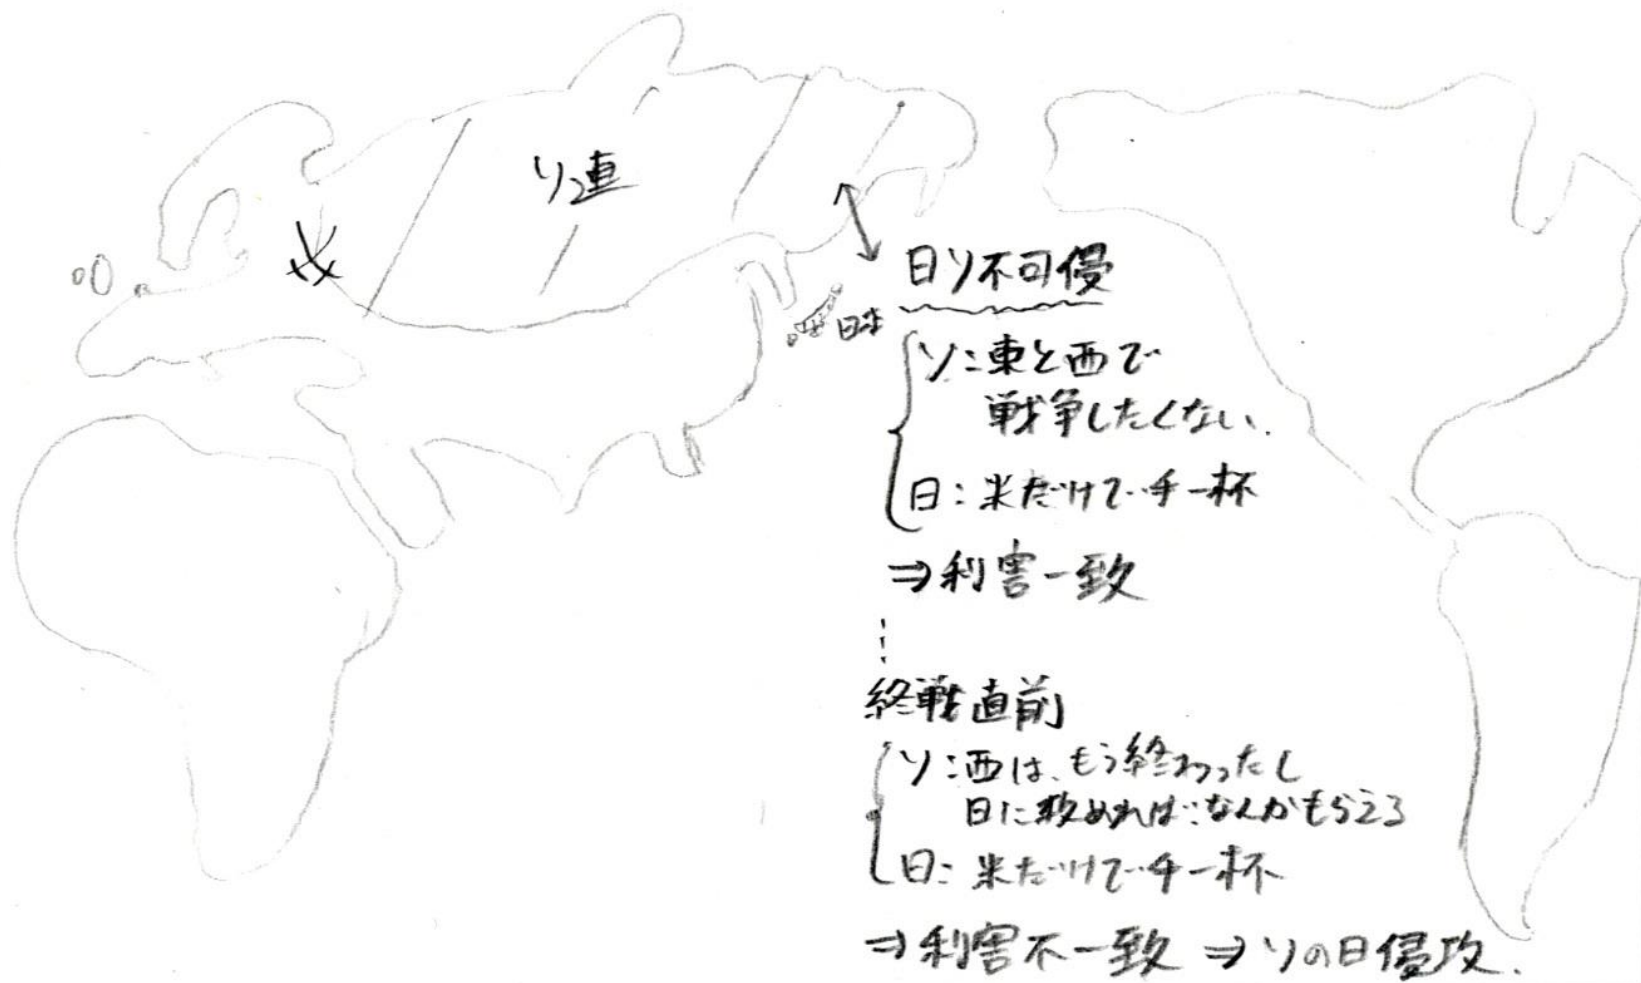 ソ連
日本
日ソ不可侵
ソ：東と西で
戦争したくない.
日：米だけで手一杯
⇒利害一致
終戦直前
ソ：西は、もう終わったし
日に攻めれば、なんかもらえる
日：米だけで手一杯
⇒利害不一致 ⇒ソの日侵攻.